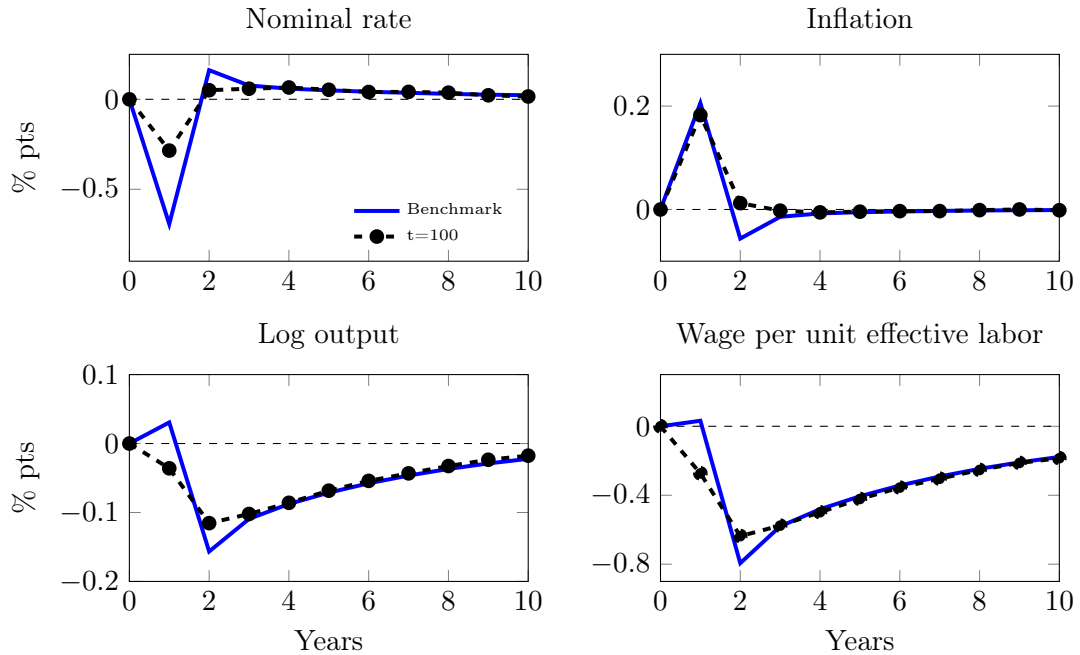 Nominal rate
Inflation
% pts
0
−0.5
Benchmark
t=100
0 2 4 6 8 10
0.2
0
0 2 4 6 8 10
Log output
Wage per unit effective labor
% pts
0.1
0
−0.1
−0.2
0 2 4 6 8 10
Years
0
−0.4
−0.8
0 2 4 6 8 10
Years